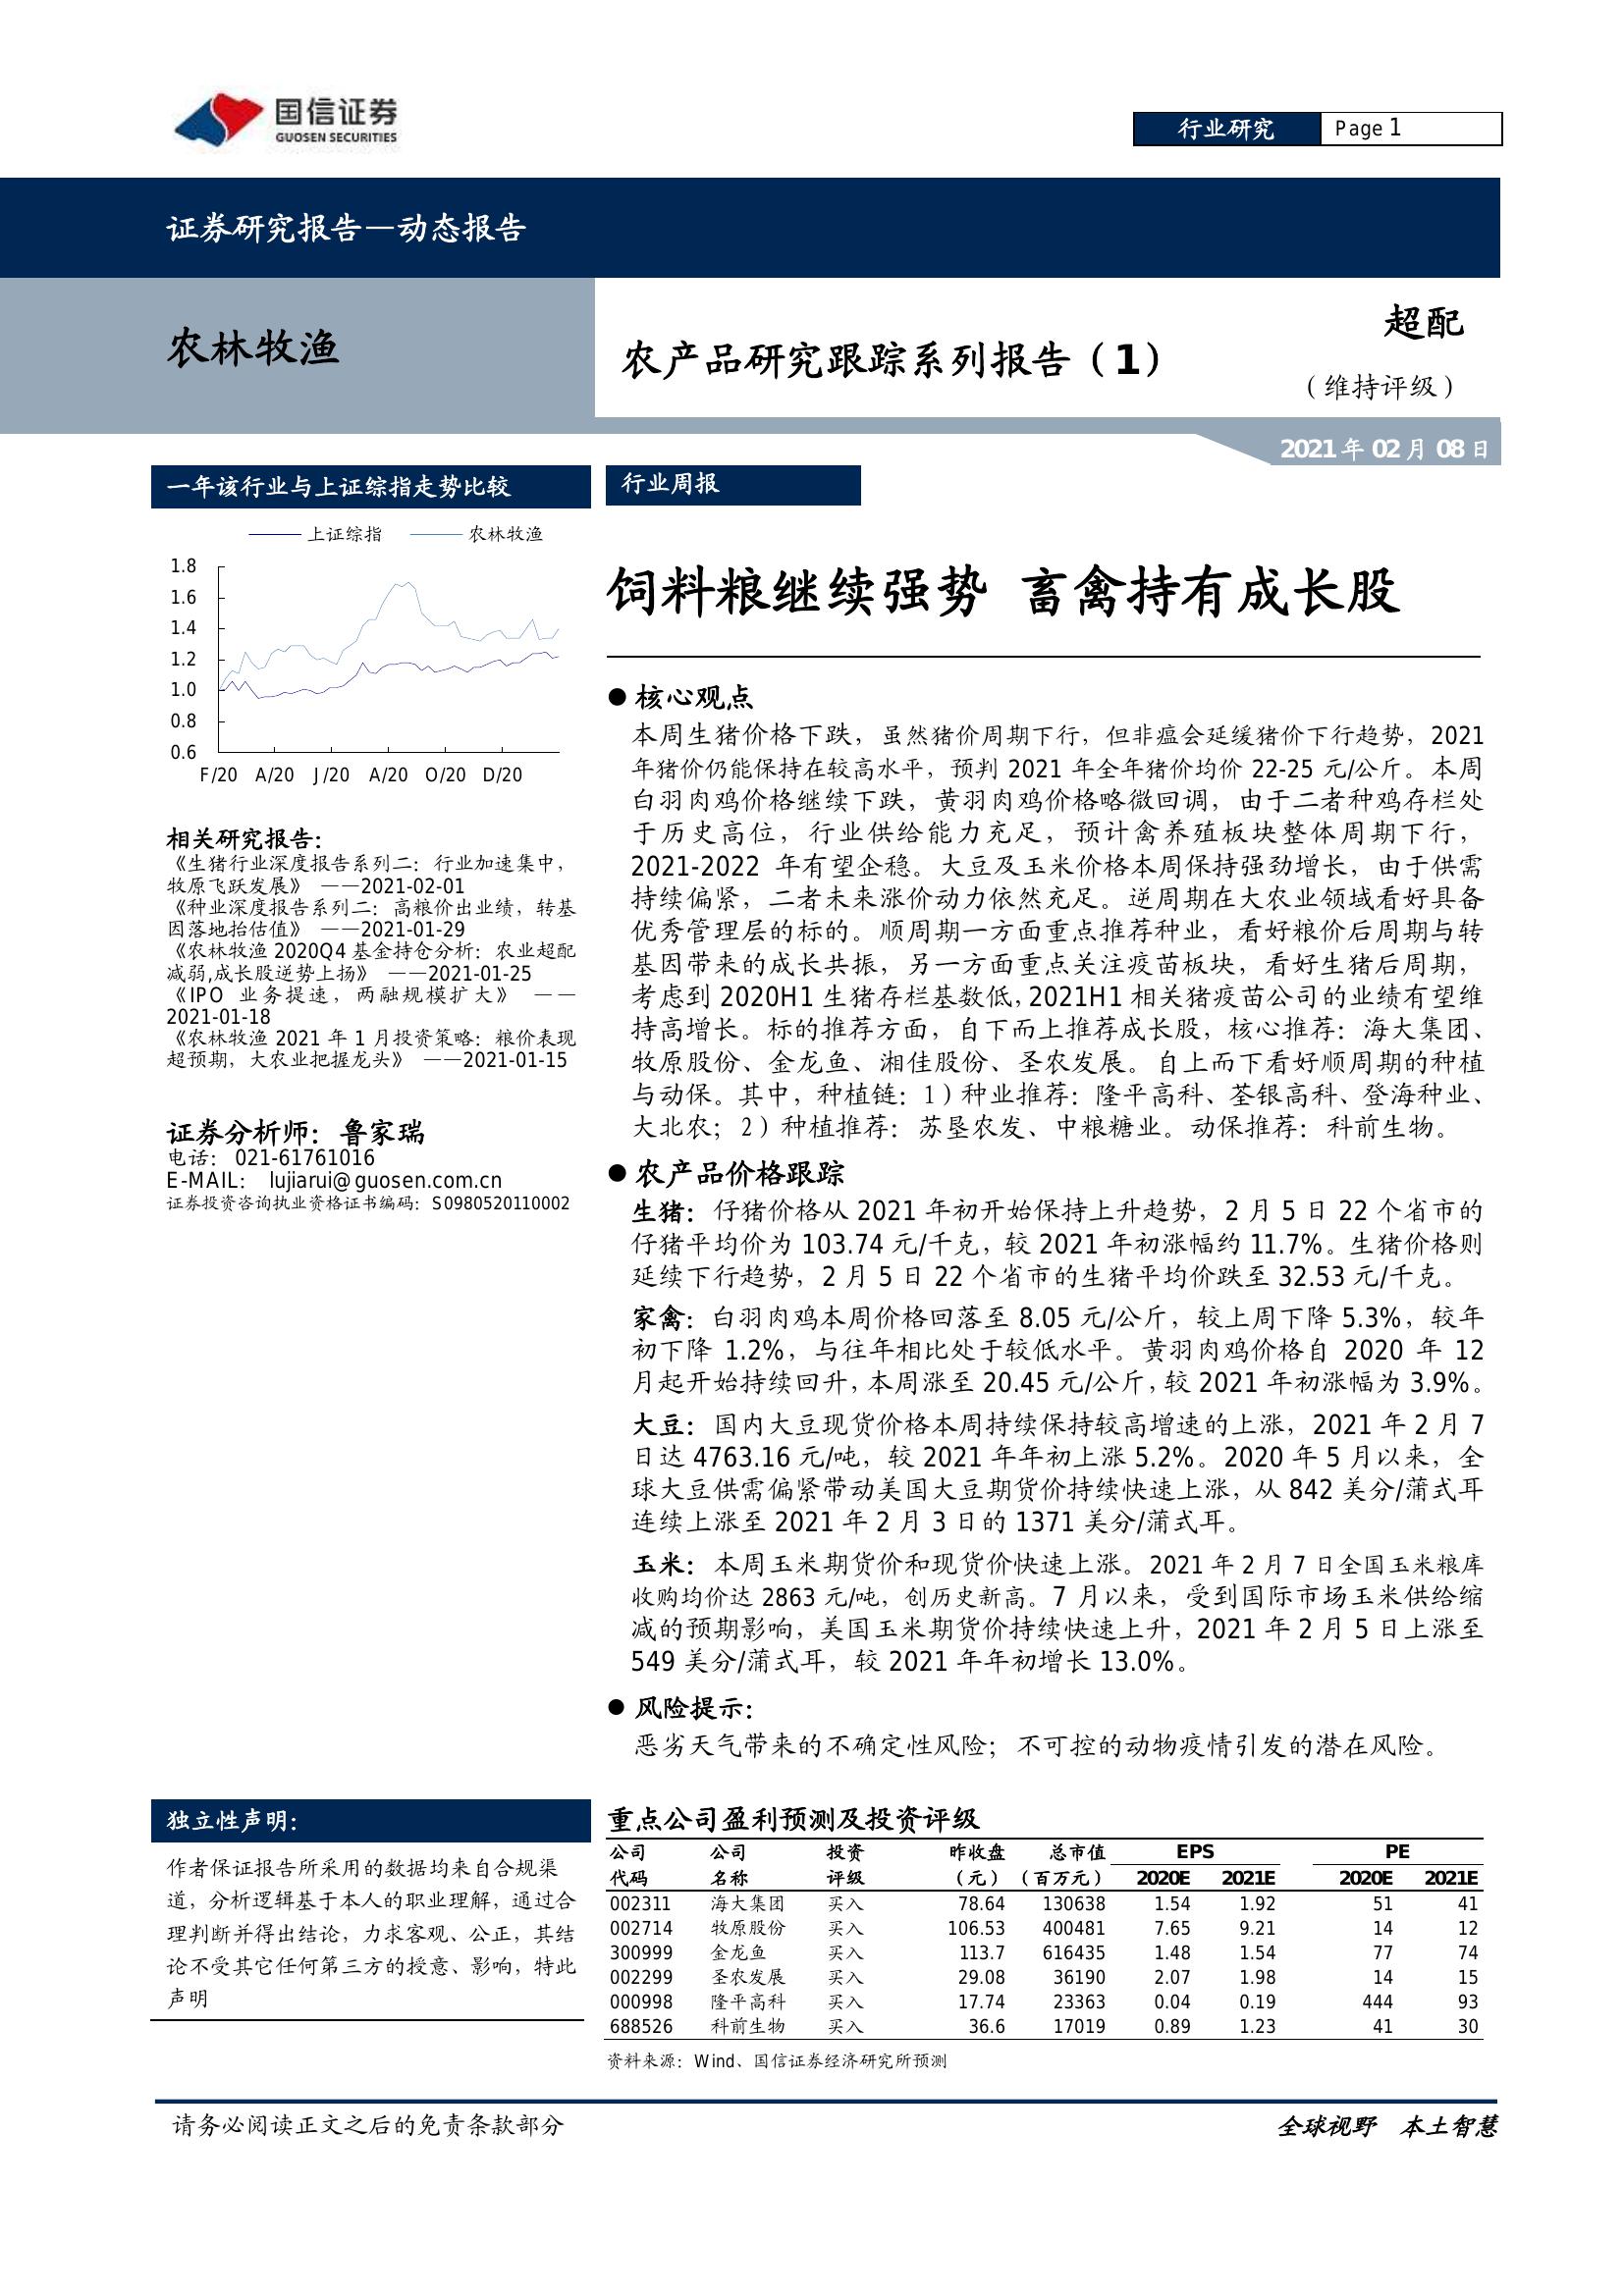 国信证券
GUOSEN SECURITIES
行业研究
Page 1
证券研究报告—动态报告
农林牧渔
农产品研究跟踪系列报告（1）
超配
（维持评级）
2021 年 02 月 08 日
一年该行业与上证综指走势比较
上证综指 农林牧渔
1.8
1.6
1.4
1.2
1.0
0.8
0.6
F/20 A/20 J/20 A/20 O/20 D/20
相关研究报告：
《生猪行业深度报告系列二：行业加速集中，
牧原飞跃发展》 ——2021-02-01
《种业深度报告系列二：高粮价出业绩，转基
因落地抬估值》 ——2021-01-29
《农林牧渔 2020Q4 基金持仓分析：农业超配
减弱,成长股逆势上扬》 ——2021-01-25
《IPO 业务提速，两融规模扩大》 ——
2021-01-18
《农林牧渔 2021 年 1 月投资策略：粮价表现
超预期，大农业把握龙头》 ——2021-01-15
证券分析师：鲁家瑞
电话： 021-61761016
E-MAIL： lujiarui@guosen.com.cn
证券投资咨询执业资格证书编码：S0980520110002
行业周报
饲料粮继续强势 畜禽持有成长股
● 核心观点
本周生猪价格下跌，虽然猪价周期下行，但非瘟会延缓猪价下行趋势，2021
年猪价仍能保持在较高水平，预判 2021 年全年猪价均价 22-25 元/公斤。本周
白羽肉鸡价格继续下跌，黄羽肉鸡价格略微回调，由于二者种鸡存栏处
于历史高位，行业供给能力充足，预计禽养殖板块整体周期下行，
2021-2022 年有望企稳。大豆及玉米价格本周保持强劲增长，由于供需
持续偏紧，二者未来涨价动力依然充足。逆周期在大农业领域看好具备
优秀管理层的标的。顺周期一方面重点推荐种业，看好粮价后周期与转
基因带来的成长共振，另一方面重点关注疫苗板块，看好生猪后周期，
考虑到 2020H1 生猪存栏基数低，2021H1 相关猪疫苗公司的业绩有望维
持高增长。标的推荐方面，自下而上推荐成长股，核心推荐：海大集团、
牧原股份、金龙鱼、湘佳股份、圣农发展。自上而下看好顺周期的种植
与动保。其中，种植链：1）种业推荐：隆平高科、荃银高科、登海种业、
大北农；2）种植推荐：苏垦农发、中粮糖业。动保推荐：科前生物。
● 农产品价格跟踪
生猪：仔猪价格从 2021 年初开始保持上升趋势，2 月 5 日 22 个省市的
仔猪平均价为 103.74 元/千克，较 2021 年初涨幅约 11.7%。生猪价格则
延续下行趋势，2 月 5 日 22 个省市的生猪平均价跌至 32.53 元/千克。
家禽：白羽肉鸡本周价格回落至 8.05 元/公斤，较上周下降 5.3%，较年
初下降 1.2%，与往年相比处于较低水平。黄羽肉鸡价格自 2020 年 12
月起开始持续回升，本周涨至 20.45 元/公斤，较 2021 年初涨幅为 3.9%。
大豆：国内大豆现货价格本周持续保持较高增速的上涨，2021 年 2 月 7
日达 4763.16 元/吨，较 2021 年年初上涨 5.2%。2020 年 5 月以来，全
球大豆供需偏紧带动美国大豆期货价持续快速上涨，从 842 美分/蒲式耳
连续上涨至 2021 年 2 月 3 日的 1371 美分/蒲式耳。
玉米：本周玉米期货价和现货价快速上涨。2021 年 2 月 7 日全国玉米粮库
收购均价达 2863 元/吨，创历史新高。7 月以来，受到国际市场玉米供给缩
减的预期影响，美国玉米期货价持续快速上升，2021 年 2 月 5 日上涨至
549 美分/蒲式耳，较 2021 年年初增长 13.0%。
● 风险提示：
恶劣天气带来的不确定性风险；不可控的动物疫情引发的潜在风险。
独立性声明：
作者保证报告所采用的数据均来自合规渠
道，分析逻辑基于本人的职业理解，通过合
理判断并得出结论，力求客观、公正，其结
论不受其它任何第三方的授意、影响，特此
声明
重点公司盈利预测及投资评级
公司 公司 投资 昨收盘 总市值 EPS PE
代码 名称 评级 （元） （百万元） 2020E 2021E 2020E 2021E
002311 海大集团 买入 78.64 130638 1.54 1.92 51 41
002714 牧原股份 买入 106.53 400481 7.65 9.21 14 12
300999 金龙鱼 买入 113.7 616435 1.48 1.54 77 74
002299 圣农发展 买入 29.08 36190 2.07 1.98 14 15
000998 隆平高科 买入 17.74 23363 0.04 0.19 444 93
688526 科前生物 买入 36.6 17019 0.89 1.23 41 30
资料来源：Wind、国信证券经济研究所预测
请务必阅读正文之后的免责条款部分
全球视野 本土智慧